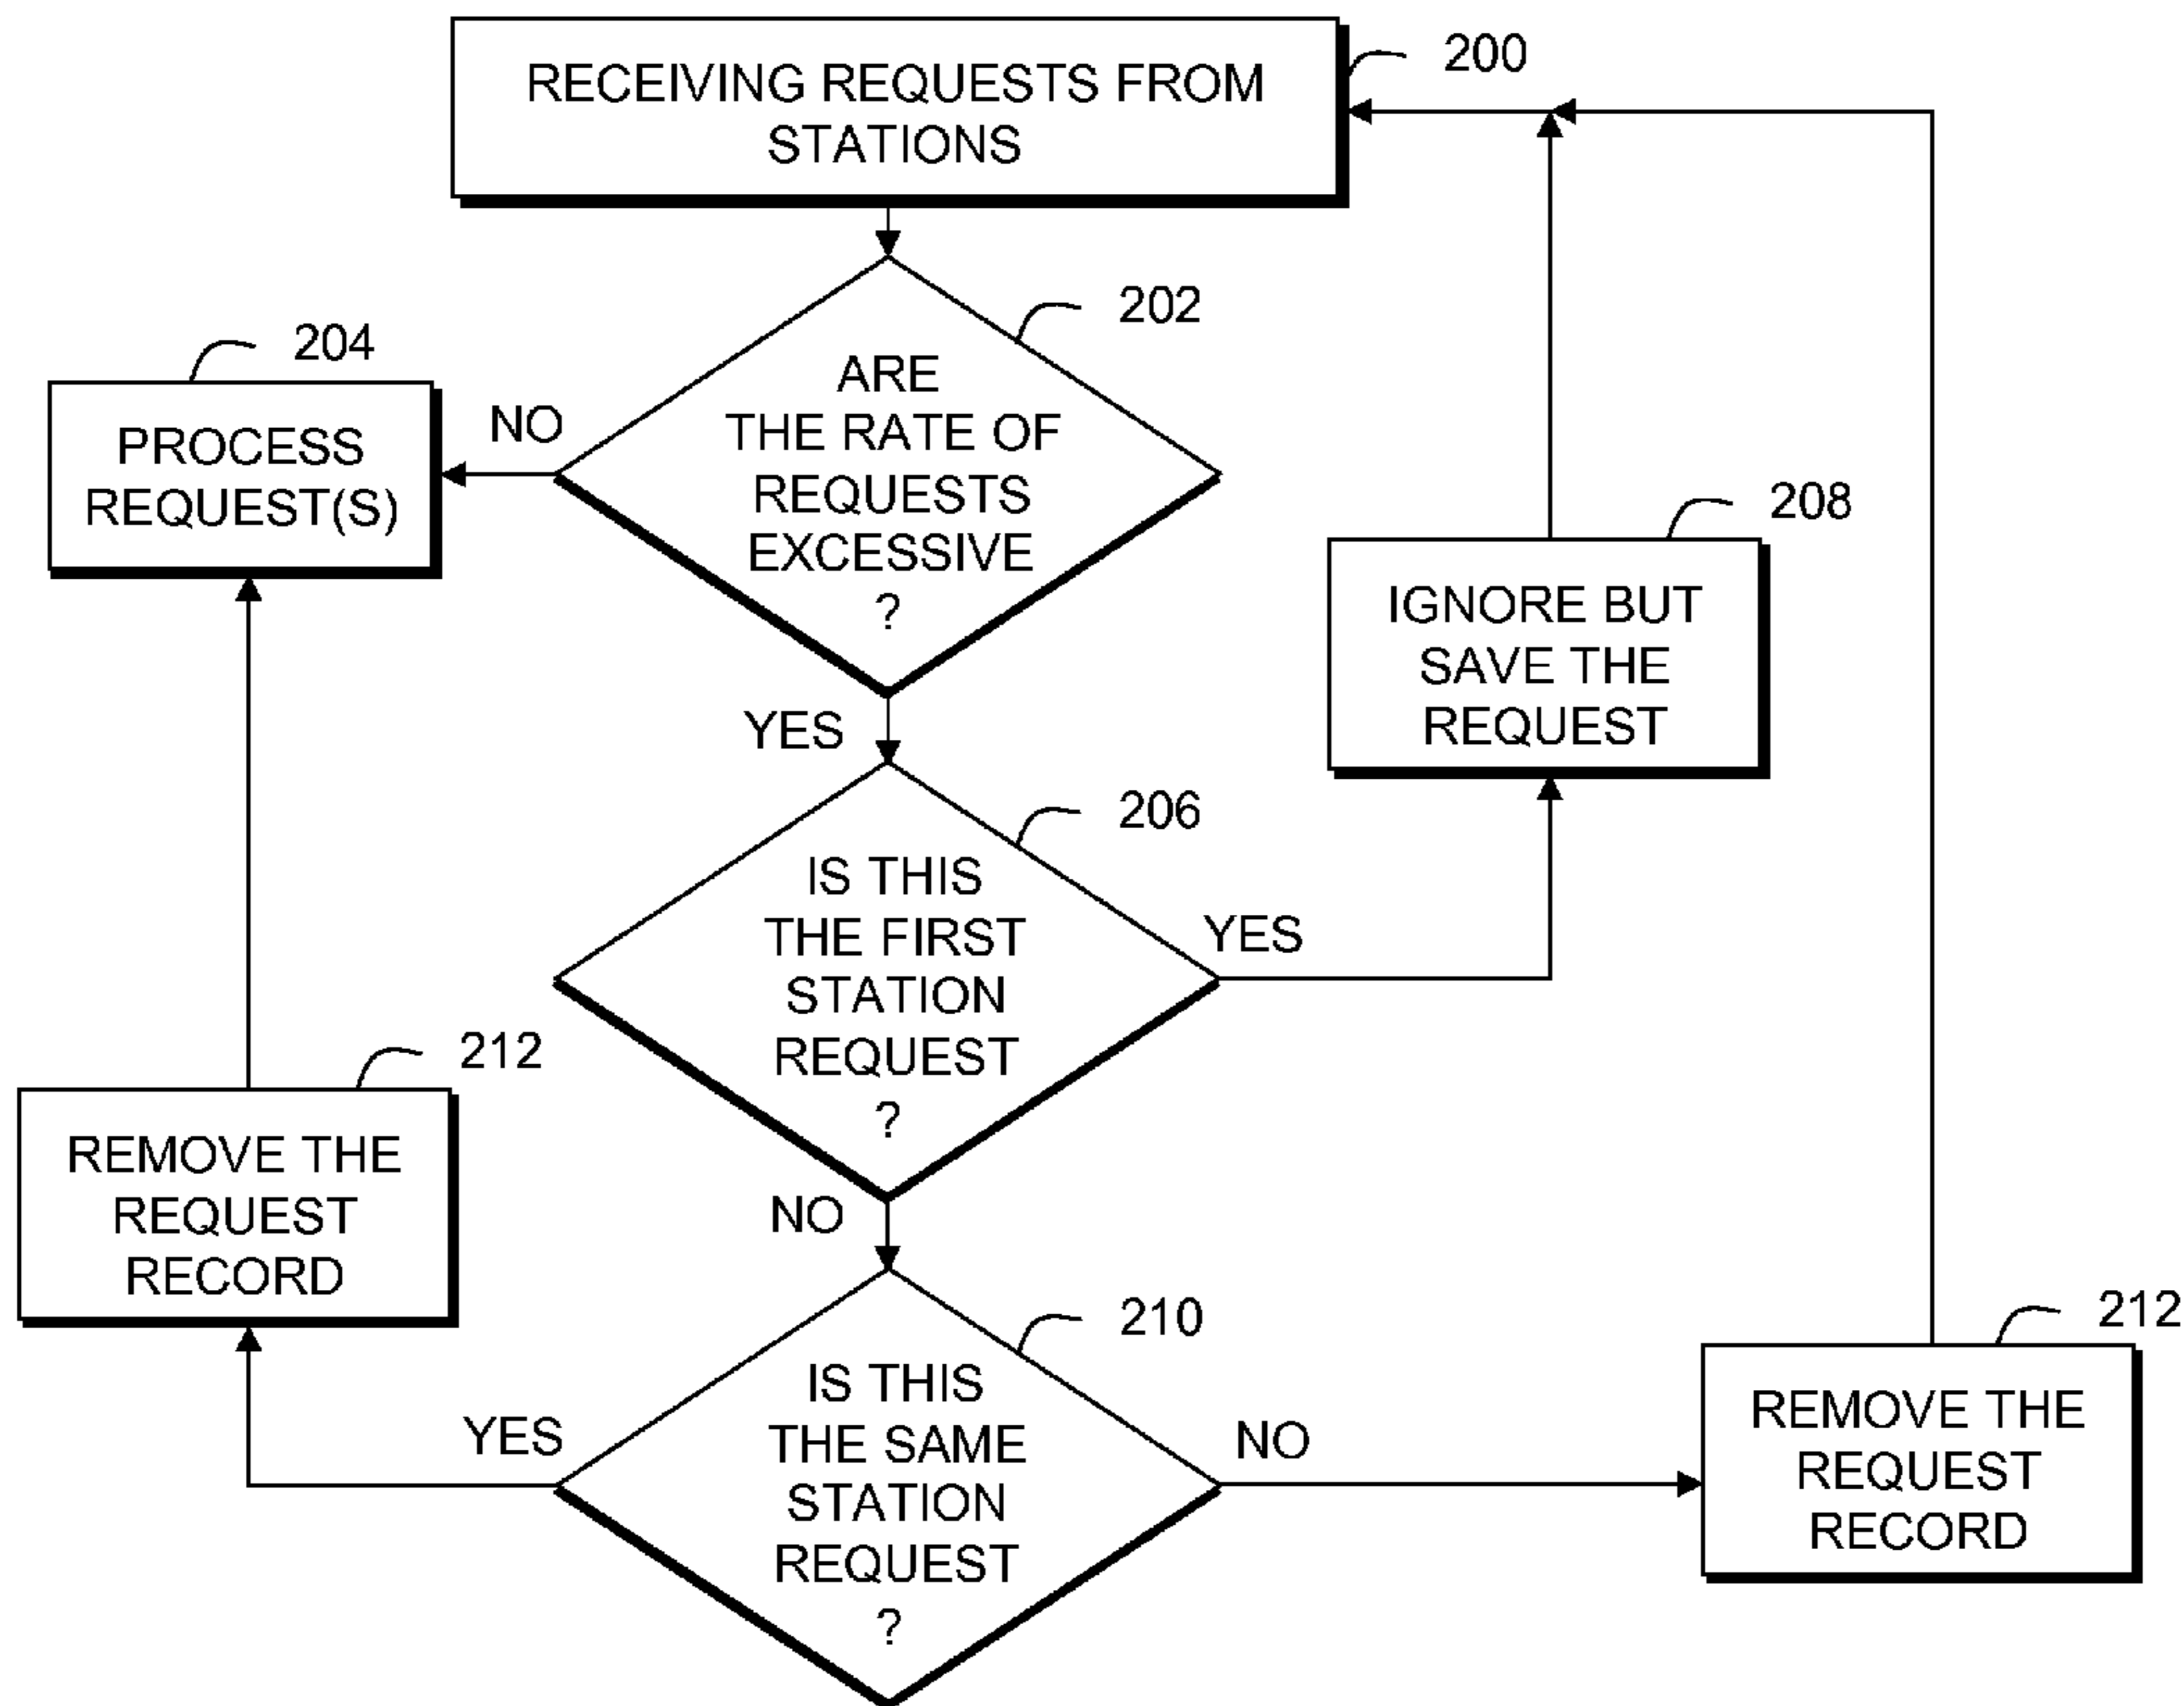 RECEIVING REQUESTS FROM
STATIONS
200
202
ARE
THE RATE OF
REQUESTS
EXCESSIVE
?
NO
204
PROCESS
REQUEST(S)
YES
208
IGNORE BUT
SAVE THE
REQUEST
206
IS THIS
THE FIRST
STATION
REQUEST
?
YES
NO
212
REMOVE THE
REQUEST
RECORD
210
IS THIS
THE SAME
STATION
REQUEST
?
YES
NO
212
REMOVE THE
REQUEST
RECORD